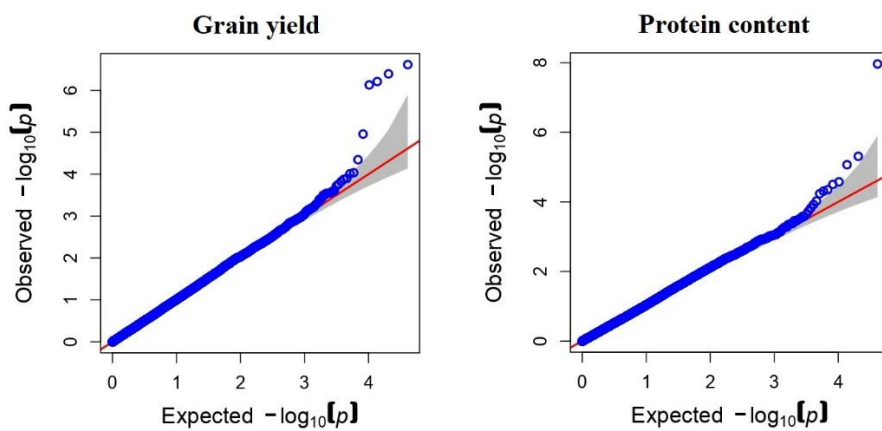 Grain yield
Observed −log10(p)
6
5
4
3
2
1
0
0 1 2 3 4
Expected −log10(p)
Protein content
Observed −log10(p)
8
6
4
2
0
0 1 2 3 4
Expected −log10(p)